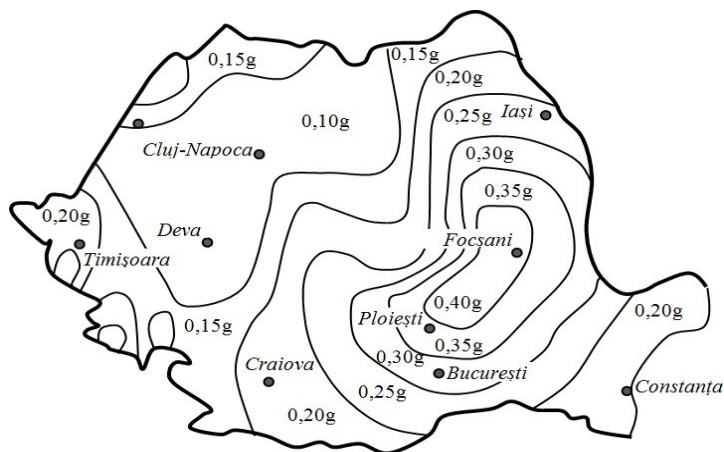 0,15g
0,15g
0,20g
0,10g
0,25g
Iași
Cluj-Napoca
0,30g
0,35g
0,20g
Deva
Focșani
Timișoara
0,40g
0,20g
0,15g
Ploiești
0,35g
0,30g
Craiova
București
0,25g
Constanța
0,20g